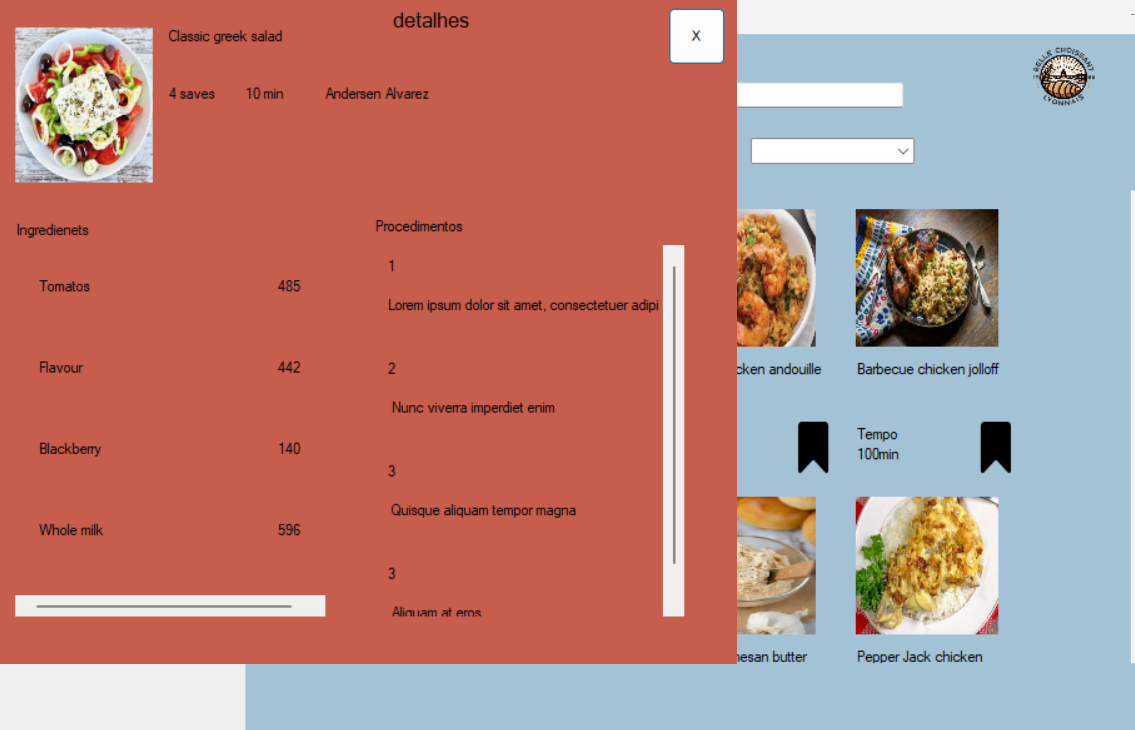 detalhes
X
Classic greek salad
4 saves
10 min
Andersen Alvarez
Ingredienets
Tomatos 485
Flavour 442
Blackberry 140
Whole milk 596
Procedimentos
1
Lorem ipsum dolor sit amet, consectetuer adipi
2
Nunc viverra imperdiet enim
3
Quisque aliquam tempor magna
3
Aliquam at eros
BELLE CROISSANT
LYONNAIS
cken andouille
Barbecue chicken jolloff
Tempo
100min
nesan butter
Pepper Jack chicken